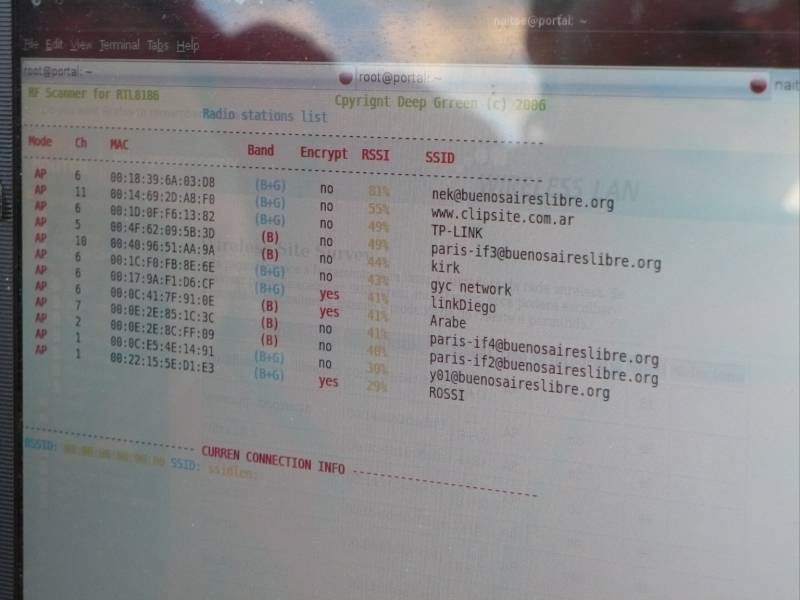 naitse@portal: ~
File Edit View Terminal Tabs Help
root@portal: ~ root@portal: ~ nait
RF Scanner for RTL8186 Cpyrignt Deep Grreen (c) 2006
Radio stations list
Mode Ch MAC Band Encrypt RSSI SSID
AP 6 00:18:39:6A:03:DB (B+G) no 81% nek@buenosaireslibre.org
AP 11 00:14:69:2D:A8:F0 (B+G) no 55% www.clipsite.com.ar
AP 6 00:1D:0F:F6:13:82 (B+G) no 49% TP-LINK
AP 5 00:4F:62:09:5B:3D (B) no 49% paris-if3@buenosaireslibre.org
AP 10 00:40:96:51:AA:9A (B) no 44% kirk
AP 6 00:1C:F0:FB:8E:6E (B+G) no 43% gyc network
AP 6 00:17:9A:F1:D6:CF (B+G) yes 41% linkDiego
AP 6 00:0C:41:7F:91:0E (B) yes 41% Arabe
AP 7 00:0E:2E:85:1C:3C (B) no 41% paris-if4@buenosaireslibre.org
AP 2 00:0E:2E:8C:FF:09 (B) no 40% paris-if2@buenosaireslibre.org
AP 1 00:0C:E5:4E:14:91 (B+G) no 30% y01@buenosaireslibre.org
AP 1 00:22:15:5E:D1:E3 (B+G) yes 29% ROSSI
CURREN CONNECTION INFO
BSSID: 00:00:00:00:00:00 SSID: ssidlen: